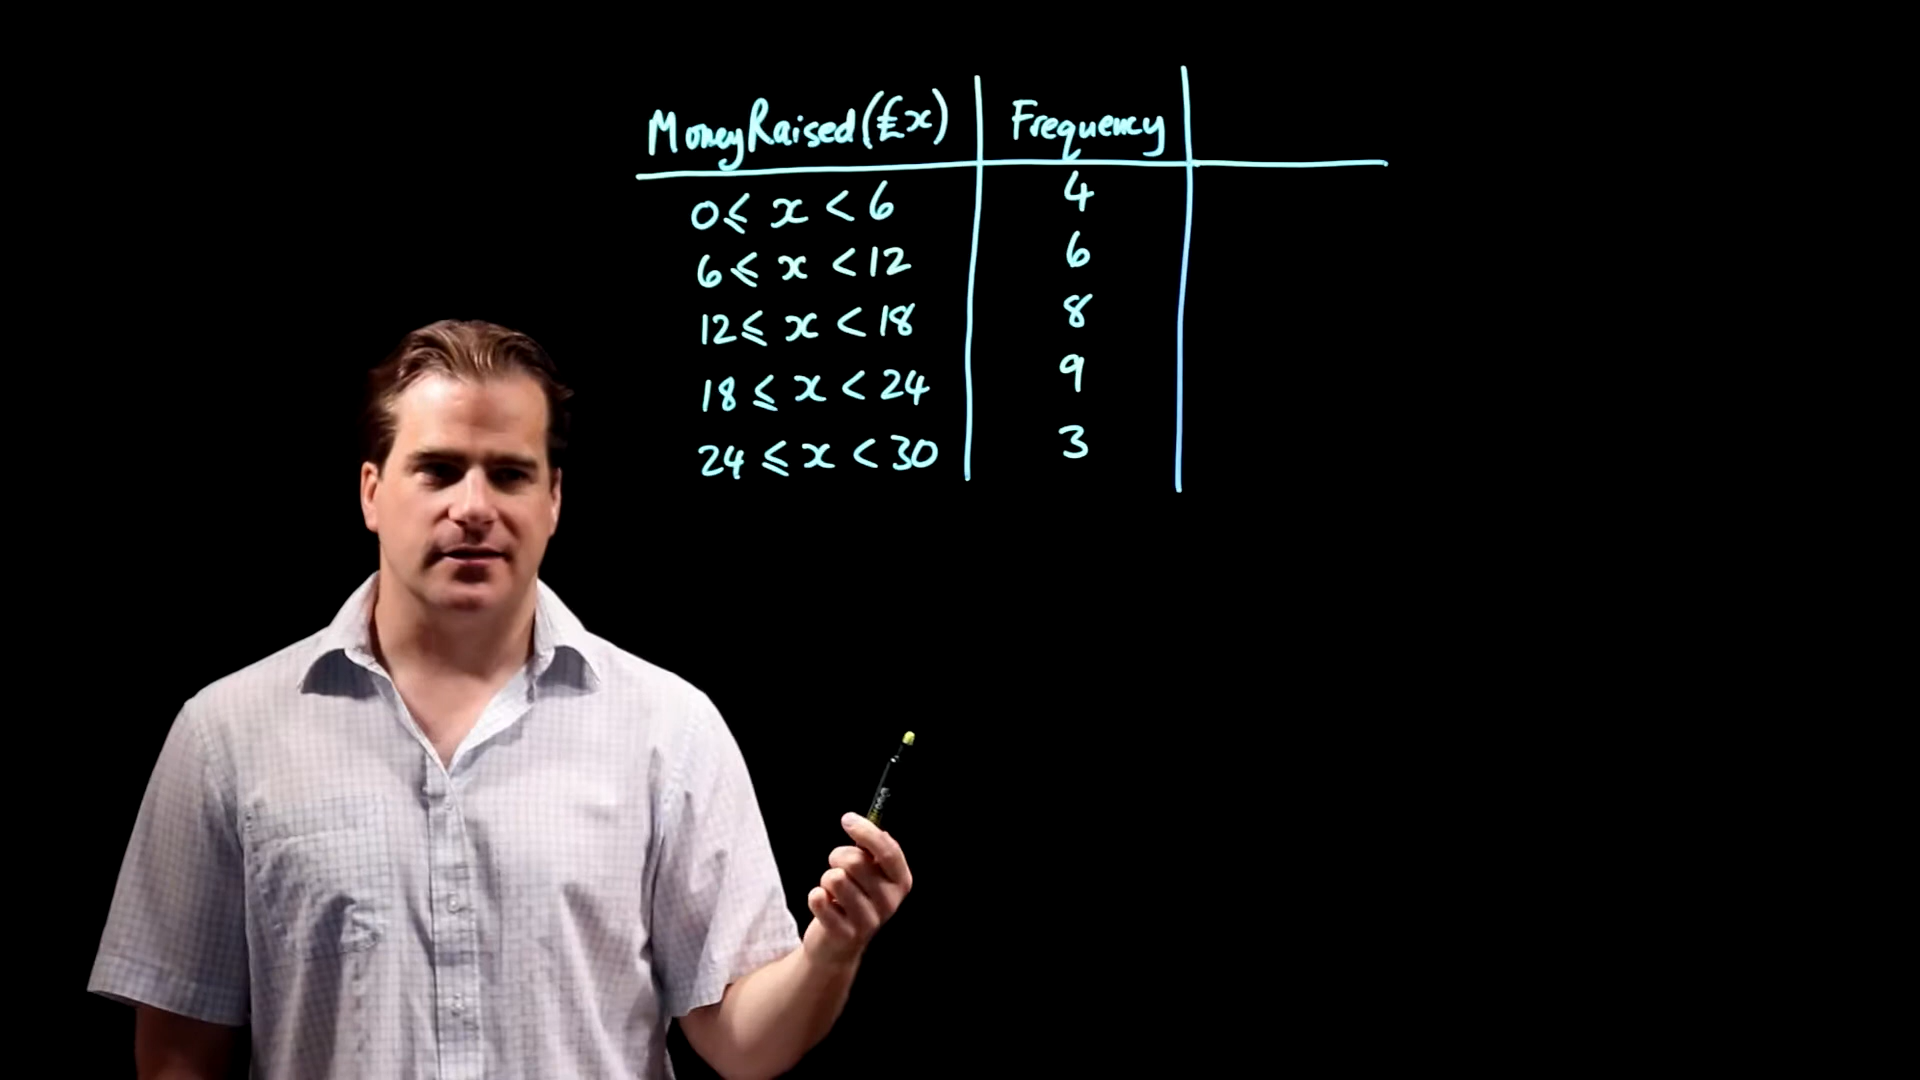 Money Raised (£x) Frequency
0 ⩽ x < 6 4
6 ⩽ x < 12 6
12 ⩽ x < 18 8
18 ⩽ x < 24 9
24 ⩽ x < 30 3